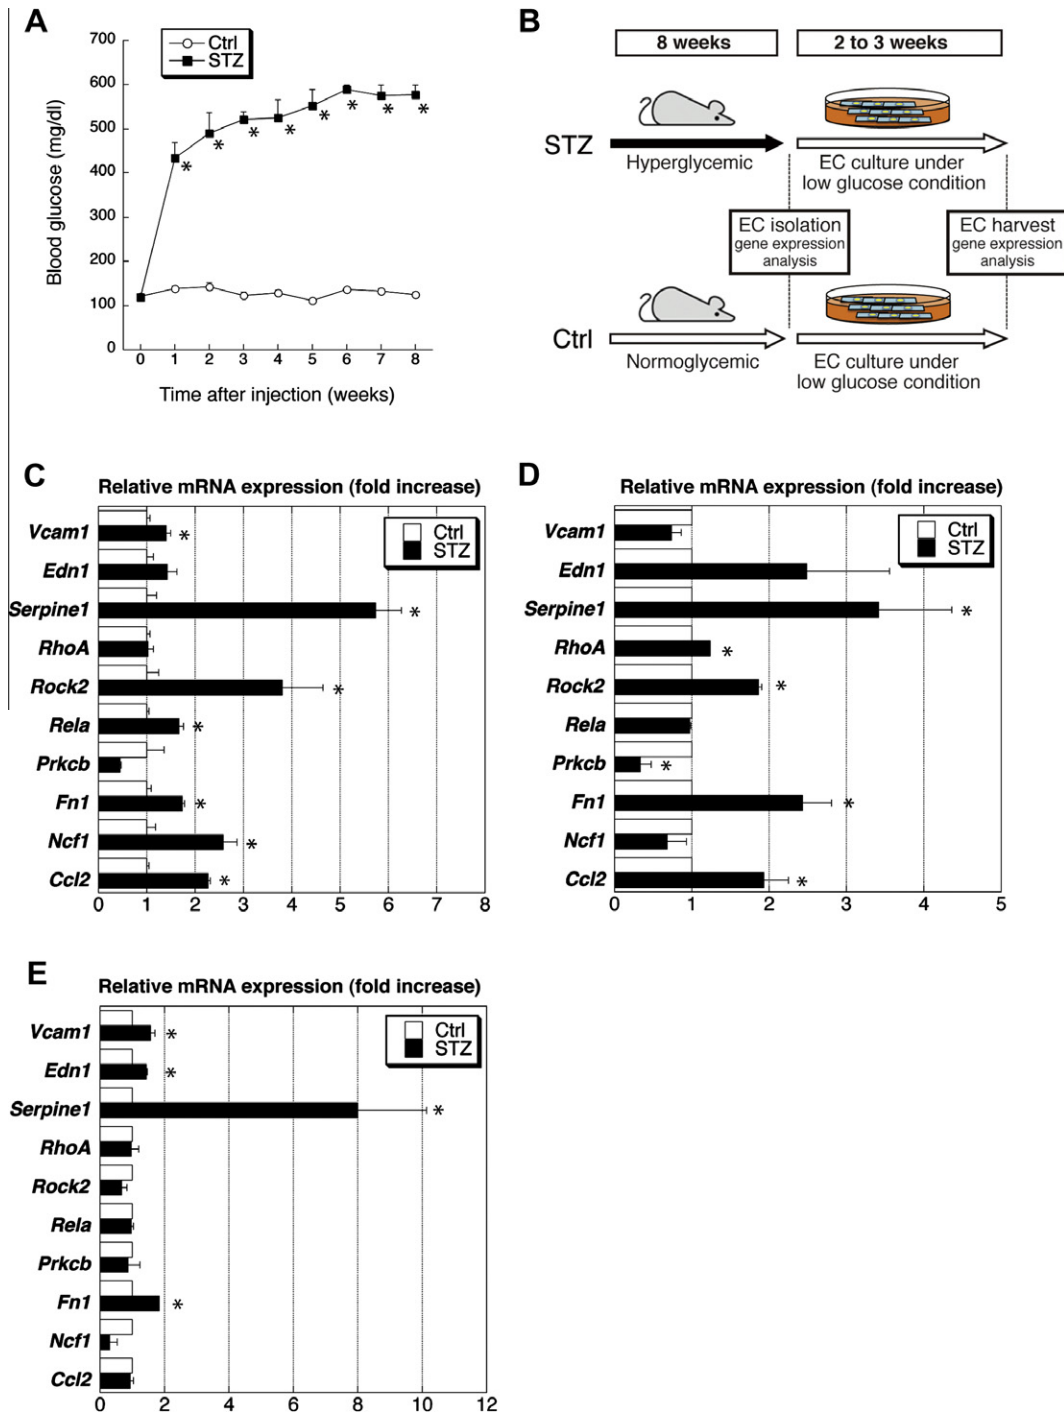 A
Ctrl
STZ
700
600
500
400
300
200
100
0
Blood glucose (mg/dl)
* * * * * * * *
0 1 2 3 4 5 6 7 8
Time after injection (weeks)
B
8 weeks
2 to 3 weeks
STZ
Hyperglycemic
EC culture under
low glucose condition
EC isolation
gene expression
analysis
EC harvest
gene expression
analysis
Ctrl
Normoglycemic
EC culture under
low glucose condition
C
Relative mRNA expression (fold increase)
Ctrl
STZ
Vcam1 *
Edn1
Serpine1 *
RhoA
Rock2 *
Rela *
Prkcb
Fn1 *
Ncf1 *
Ccl2 *
0 1 2 3 4 5 6 7 8
D
Relative mRNA expression (fold increase)
Ctrl
STZ
Vcam1
Edn1
Serpine1 *
RhoA *
Rock2 *
Rela
Prkcb *
Fn1 *
Ncf1
Ccl2 *
0 1 2 3 4 5
E
Relative mRNA expression (fold increase)
Ctrl
STZ
Vcam1 *
Edn1 *
Serpine1 *
RhoA
Rock2
Rela
Prkcb
Fn1 *
Ncf1
Ccl2
0 2 4 6 8 10 12